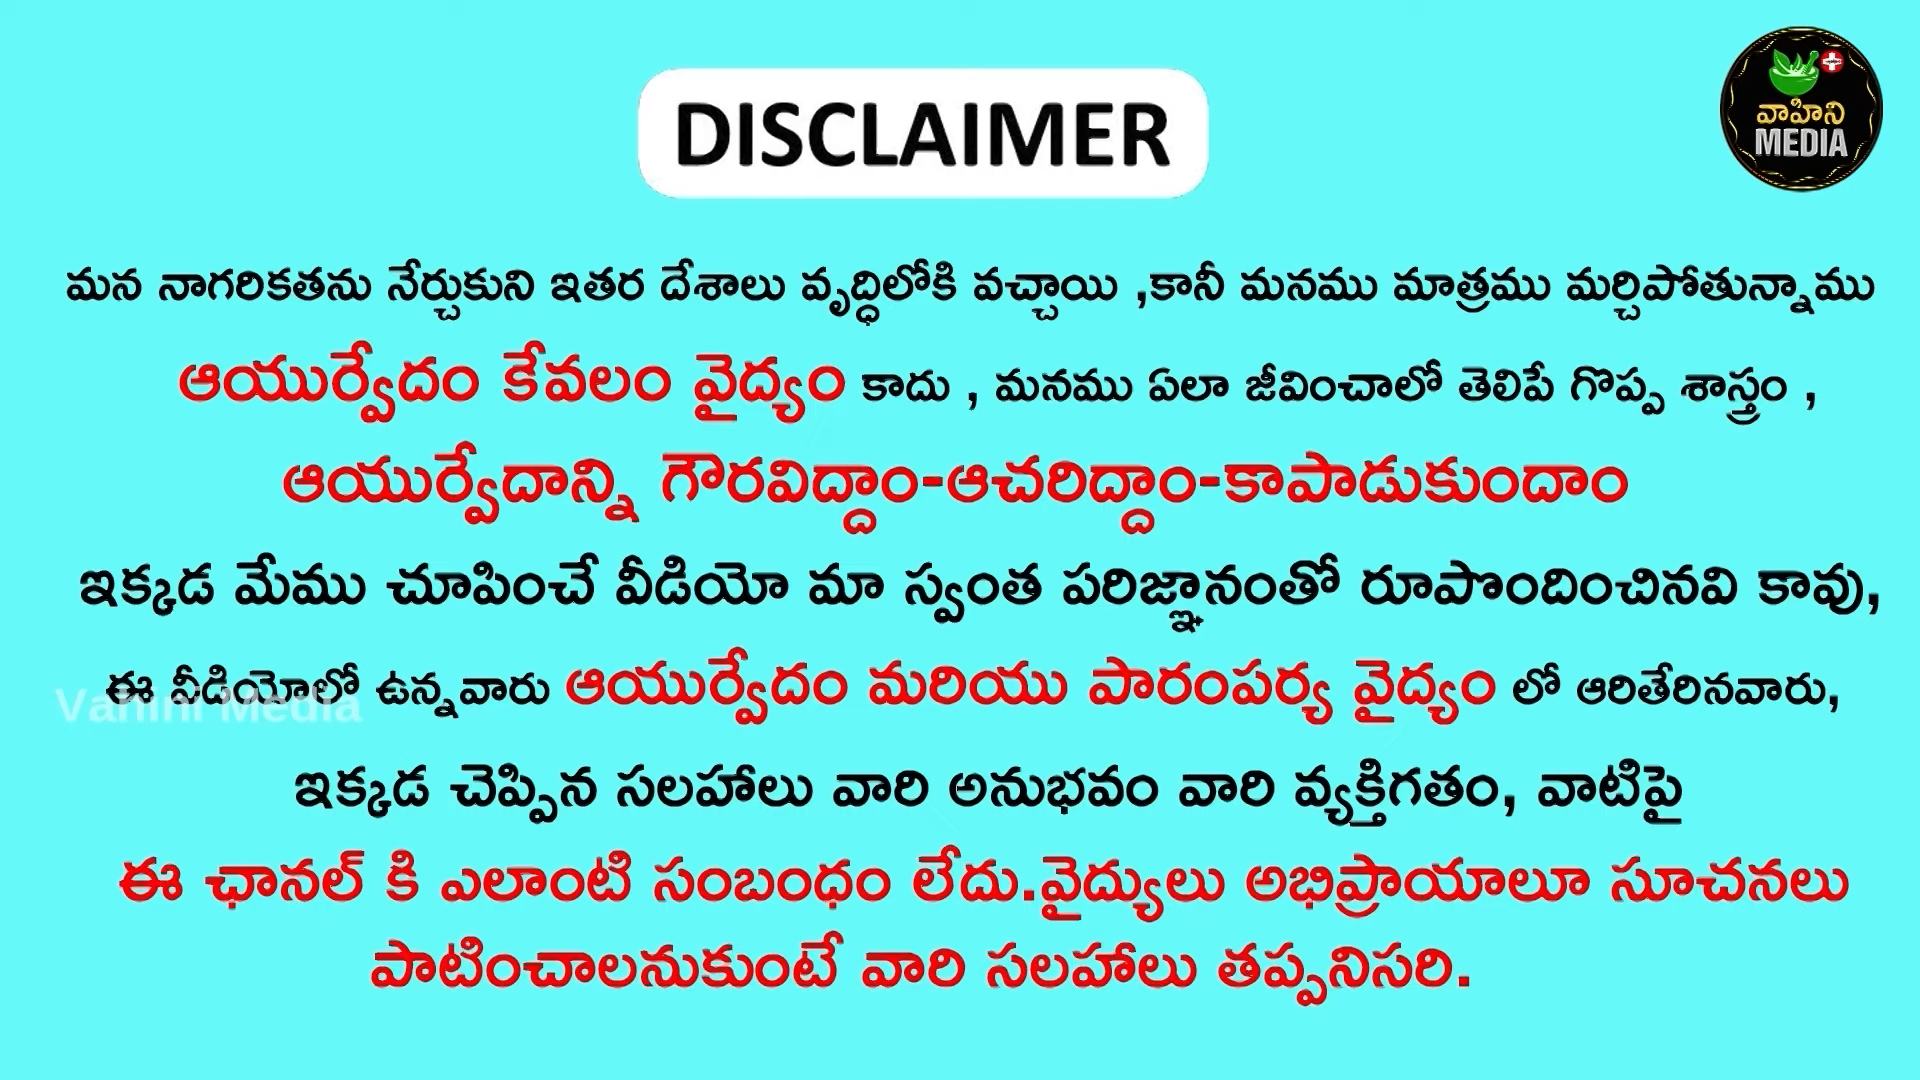 DISCLAIMER
వాహిని
MEDIA
మన నాగరికతను నేర్చుకుని ఇతర దేశాలు వృద్ధిలోకి వచ్చాయి ,కానీ మనము మాత్రము మర్చిపోతున్నాము
ఆయుర్వేదం కేవలం వైద్యం కాదు , మనము ఏలా జీవించాలో తెలిపే గొప్ప శాస్త్రం ,
ఆయుర్వేదాన్ని గౌరవిద్దాం-ఆచరిద్దాం-కాపాడుకుందాం
ఇక్కడ మేము చూపించే వీడియో మా స్వంత పరిజ్ఞానంతో రూపొందించినవి కావు,
ఈ వీడియోలో ఉన్నవారు ఆయుర్వేదం మరియు పారంపర్య వైద్యం లో ఆరితేరినవారు,
Vahini Media
ఇక్కడ చెప్పిన సలహాలు వారి అనుభవం వారి వ్యక్తిగతం, వాటిపై
ఈ ఛానల్ కి ఎలాంటి సంబంధం లేదు.వైద్యులు అభిప్రాయాలూ సూచనలు
పాటించాలనుకుంటే వారి సలహాలు తప్పనిసరి.